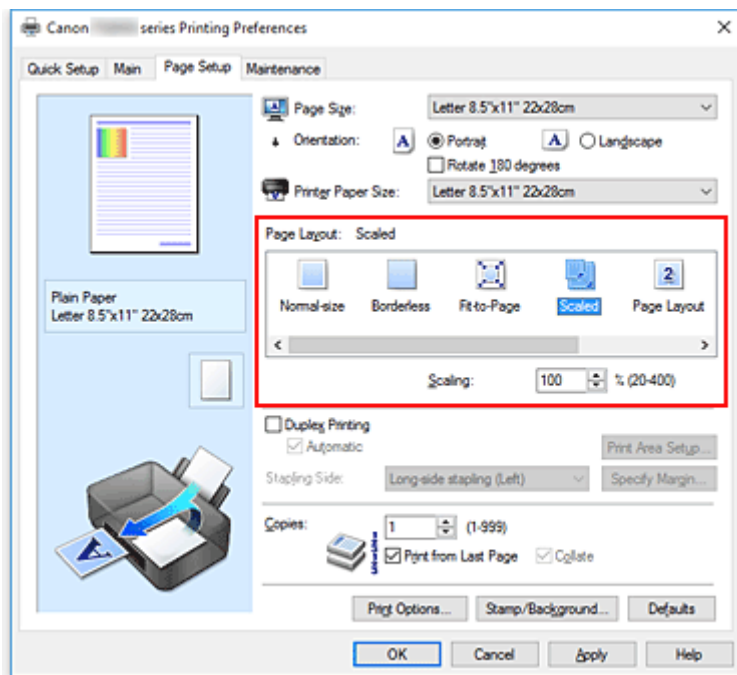 Canon series Printing Preferences
Quick Setup Main Page Setup Maintenance
Page Size: Letter 8.5"x11" 22x28cm
Orientation: A Portrait A Landscape
Rotate 180 degrees
Printer Paper Size: Letter 8.5"x11" 22x28cm
Page Layout: Scaled
Normal-size Borderless Fit-to-Page Scaled Page Layout
Scaling: 100 % (20-400)
Plain Paper
Letter 8.5"x11" 22x28cm
Duplex Printing
Automatic Print Area Setup...
Stapling Side: Long-side stapling (Left) Specify Margin...
Copies: 1 (1-999)
Print from Last Page Collate
Print Options... Stamp/Background... Defaults
OK Cancel Apply Help